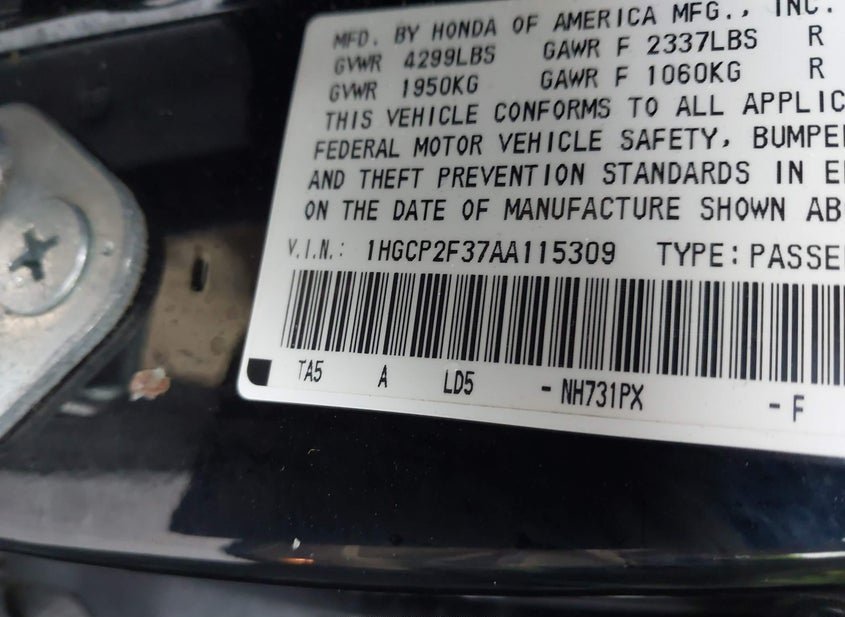 MFD. BY HONDA OF AMERICA MFG., INC.
GVWR 4299LBS GAWR F 2337LBS R
GVWR 1950KG GAWR F 1060KG R
THIS VEHICLE CONFORMS TO ALL APPLIC
FEDERAL MOTOR VEHICLE SAFETY, BUMPE
AND THEFT PREVENTION STANDARDS IN E
ON THE DATE OF MANUFACTURE SHOWN AB
V.I.N.: 1HGCP2F37AA115309 TYPE: PASSE
TA5 A LD5 - NH731PX - F